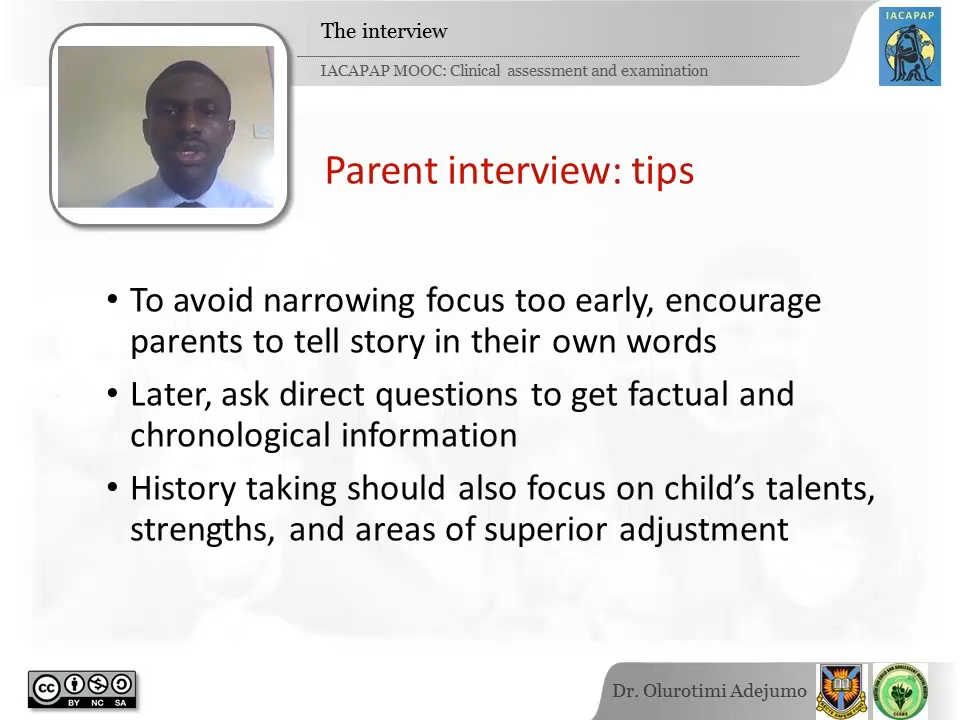 The interview
IACAPAP MOOC: Clinical assessment and examination
IACAPAP
Parent interview: tips
• To avoid narrowing focus too early, encourage
parents to tell story in their own words
• Later, ask direct questions to get factual and
chronological information
• History taking should also focus on child’s talents,
strengths, and areas of superior adjustment
cc
BY NC SA
Dr. Olurotimi Adejumo